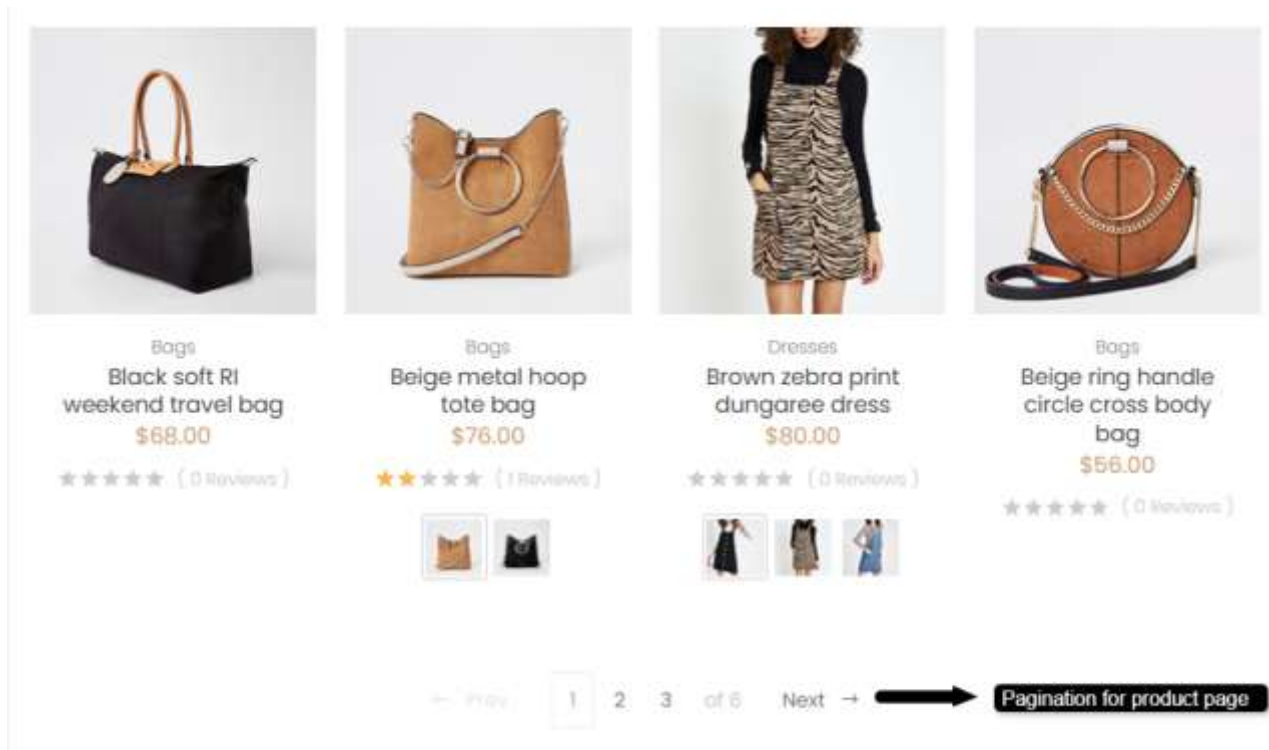 Bags
Black soft RI
weekend travel bag
$68.00
( 0 Reviews )
Bags
Beige metal hoop
tote bag
$76.00
( 1 Reviews )
Dresses
Brown zebra print
dungaree dress
$80.00
( 0 Reviews )
Bags
Beige ring handle
circle cross body
bag
$56.00
( 0 Reviews )
← Prev 1 2 3 of 6 Next → Pagination for product page